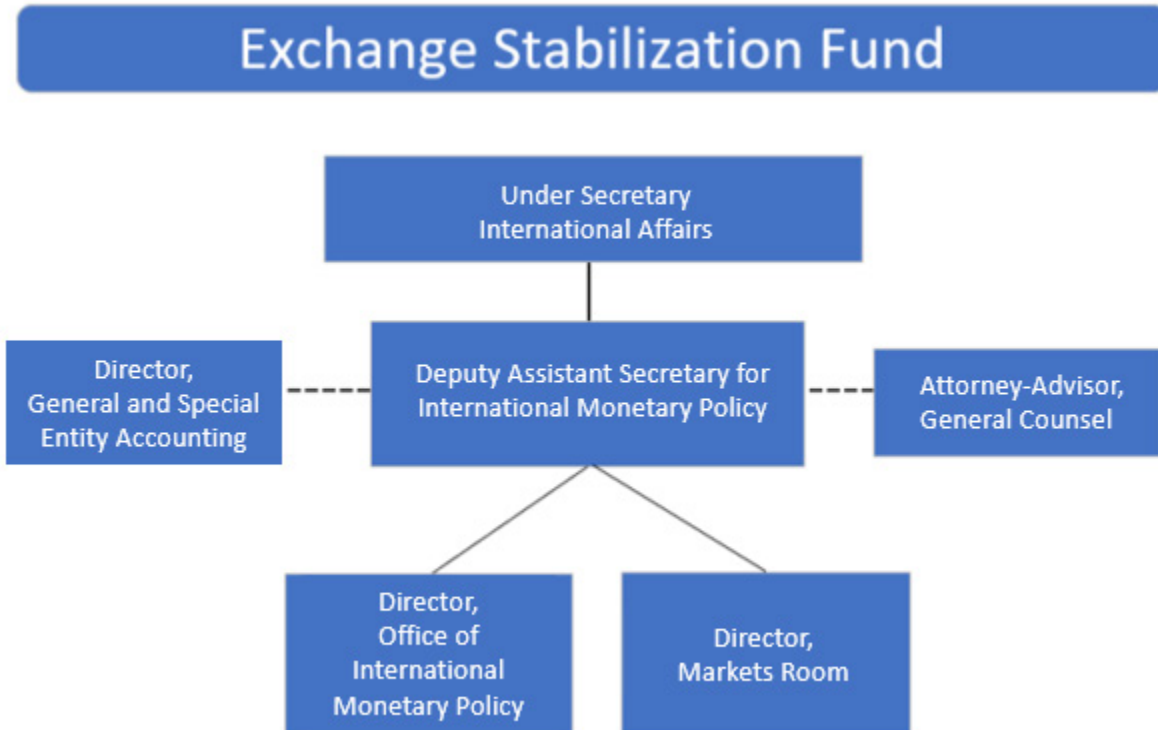 Exchange Stabilization Fund
Under Secretary
International Affairs
Director,
General and Special
Entity Accounting
Deputy Assistant Secretary for
International Monetary Policy
Attorney-Advisor,
General Counsel
Director,
Office of
International
Monetary Policy
Director,
Markets Room